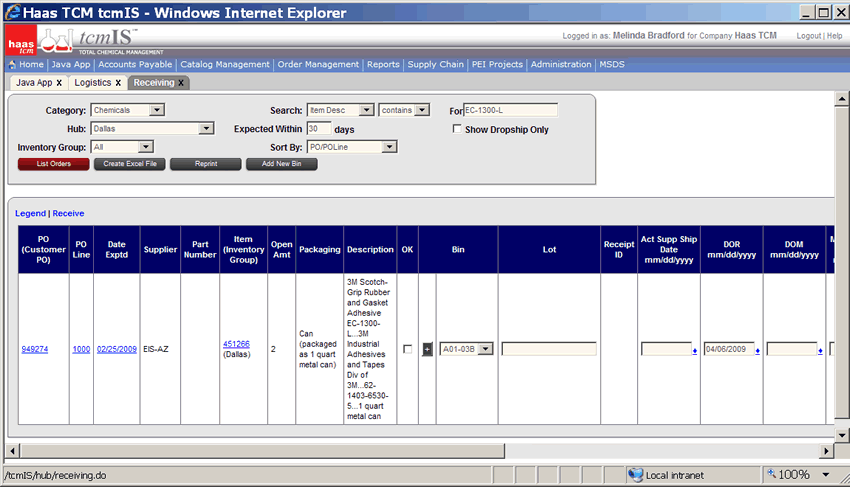 Haas TCM tcmIS - Windows Internet Explorer
haas tcm
tcmIS
TOTAL CHEMICAL MANAGEMENT
Logged in as: Melinda Bradford for Company Haas TCM
Logout | Help
Home | Java App | Accounts Payable | Catalog Management | Order Management | Reports | Supply Chain | PEI Projects | Administration | MSDS
Java App x Logistics x Receiving x
Category: Chemicals Search: Item Desc contains For EC-1300-L
Hub: Dallas Expected Within 30 days Show Dropship Only
Inventory Group: All Sort By: PO/POLine
List Orders Create Excel File Reprint Add New Bin
Legend | Receive
PO (Customer PO)
PO Line
Date Exptd
Supplier
Part Number
Item (Inventory Group)
Open Amt
Packaging
Description
OK
Bin
Lot
Receipt ID
Act Supp Ship Date mm/dd/yyyy
DOR mm/dd/yyyy
DOM mm/dd/yyyy
949274
1000
02/25/2009
EIS-AZ
451266
(Dallas)
2
Can
(packaged
as 1 quart
metal can)
3M Scotch-
Grip Rubber
and Gasket
Adhesive
EC-1300-
L...3M
Industrial
Adhesives
and Tapes
Div of
3M...62-
1403-6530-
5...1 quart
metal can
+
A01-03B
04/06/2009
/tcmIS/hub/receiving.do
Local intranet
100%